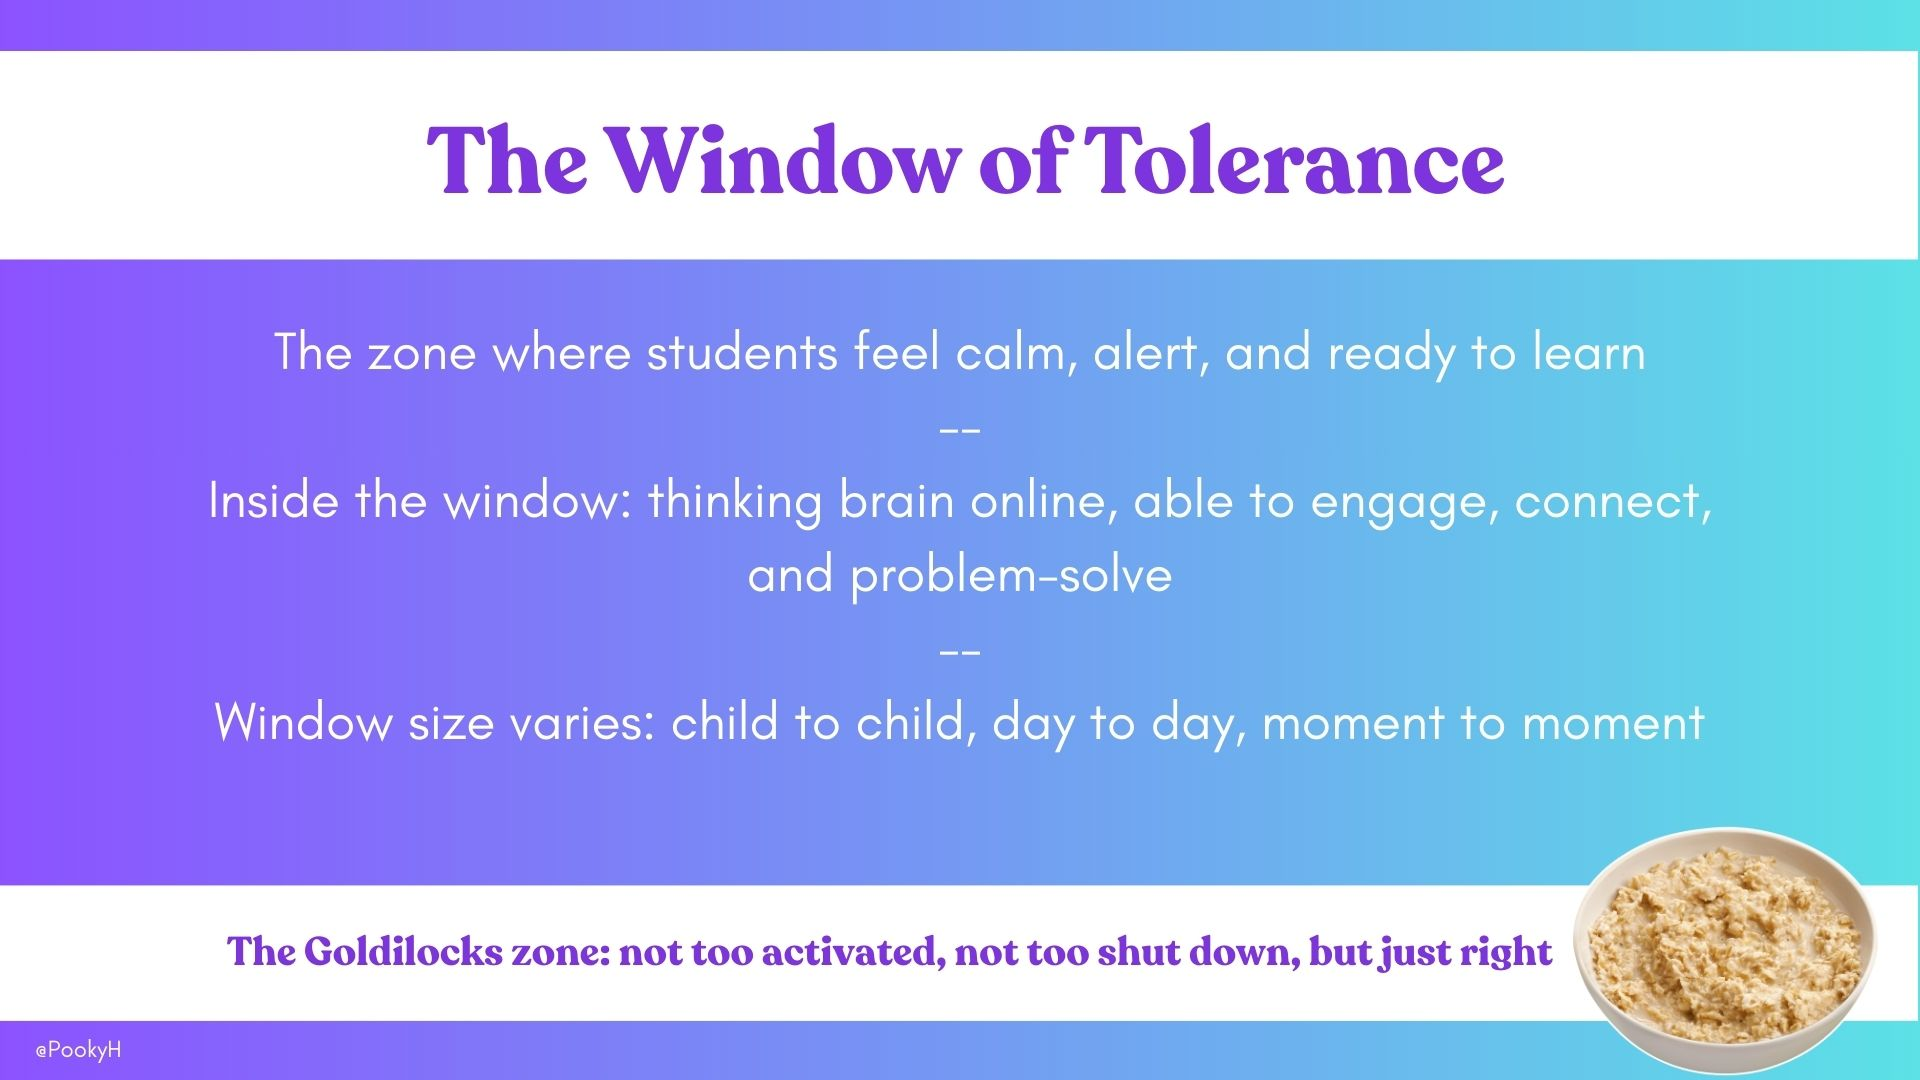 The Window of Tolerance
The zone where students feel calm, alert, and ready to learn
--
Inside the window: thinking brain online, able to engage, connect,
and problem-solve
--
Window size varies: child to child, day to day, moment to moment
The Goldilocks zone: not too activated, not too shut down, but just right
@PookyH